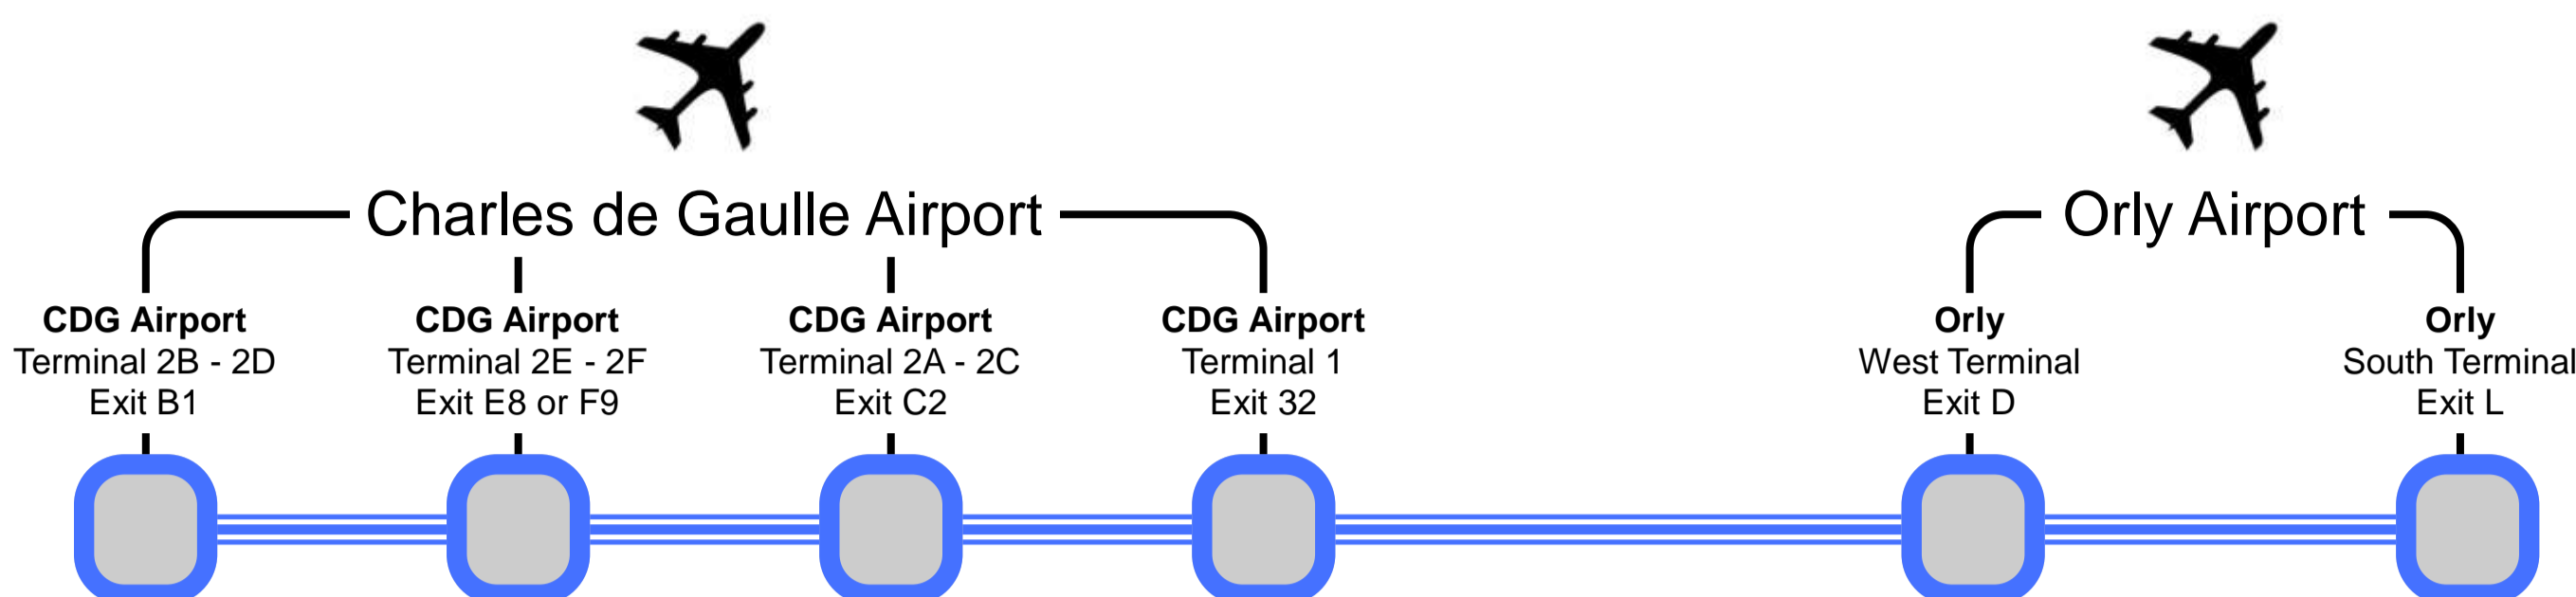 Charles de Gaulle Airport
Orly Airport
CDG Airport
Terminal 2B - 2D
Exit B1
CDG Airport
Terminal 2E - 2F
Exit E8 or F9
CDG Airport
Terminal 2A - 2C
Exit C2
CDG Airport
Terminal 1
Exit 32
Orly
West Terminal
Exit D
Orly
South Terminal
Exit L